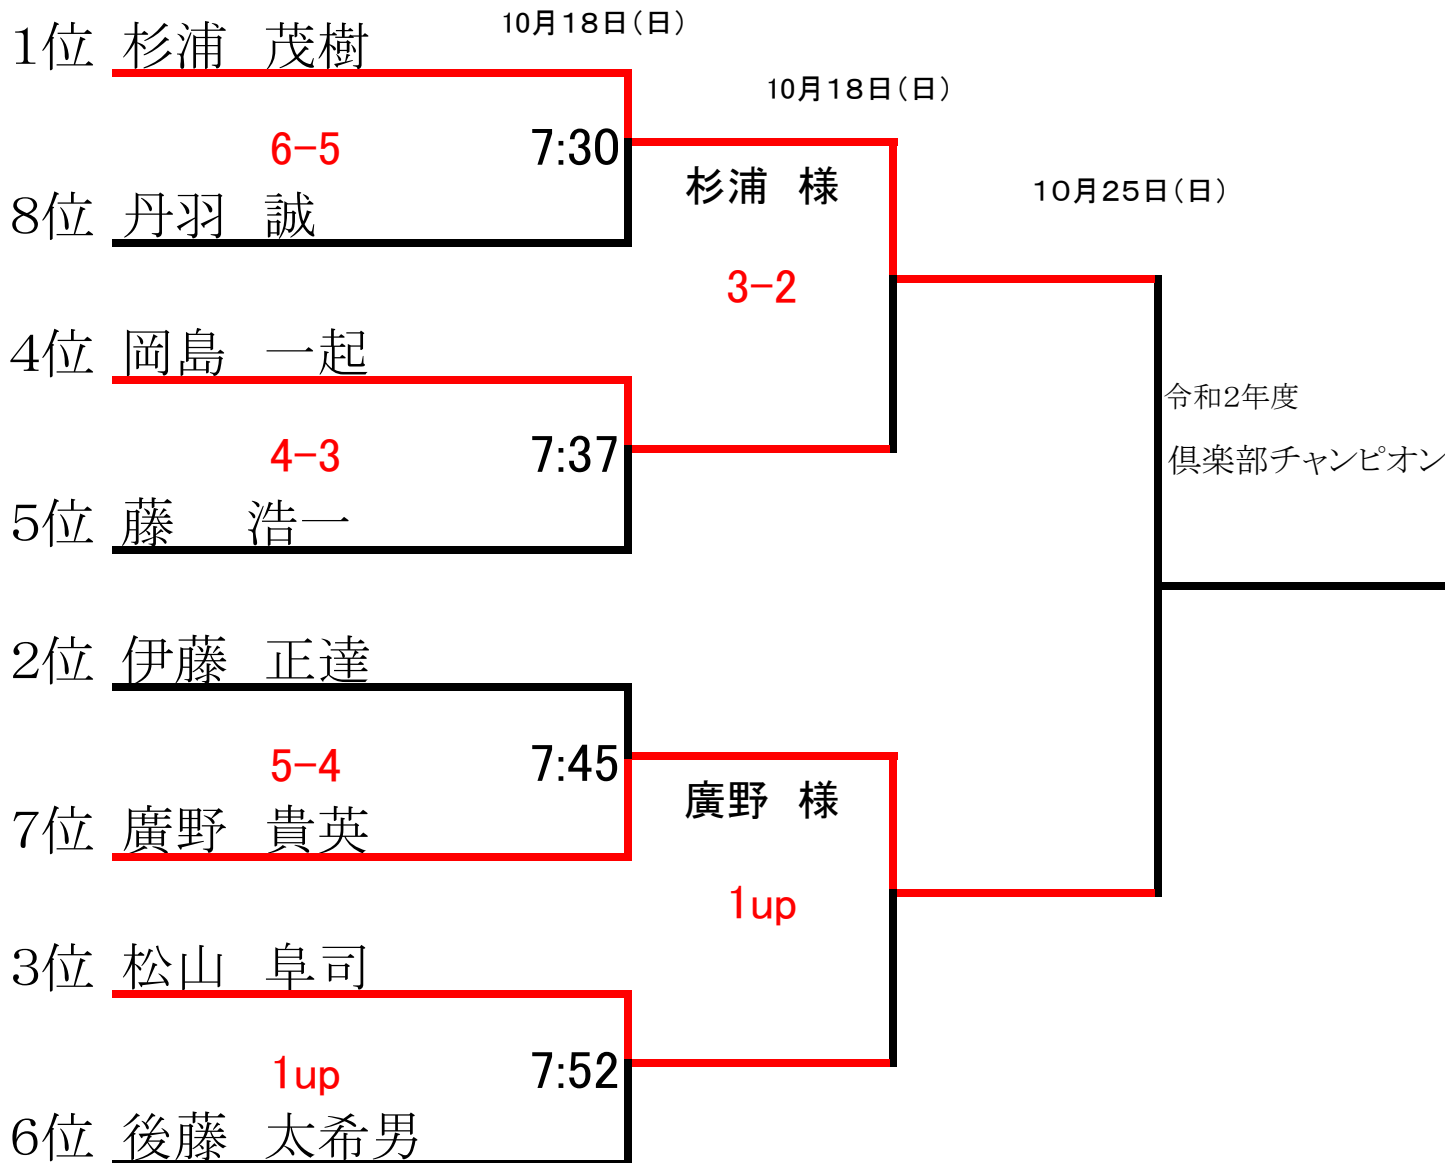 10月18日(日)
1位 杉浦 茂樹
10月18日(日)
6-5 7:30
杉浦 様
10月25日(日)
8位 丹羽 誠
3-2
4位 岡島 一起
令和2年度
4-3 7:37
倶楽部チャンピオン
5位 藤 浩一
2位 伊藤 正達
5-4 7:45
廣野 様
7位 廣野 貴英
1up
3位 松山 阜司
1up 7:52
6位 後藤 太希男